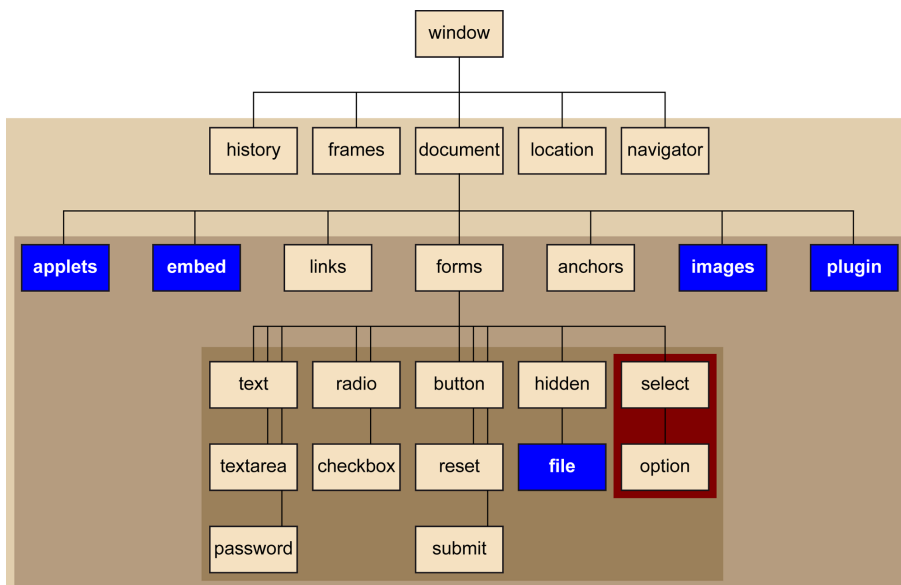 window
history
frames
document
location
navigator
applets
embed
links
forms
anchors
images
plugin
text
radio
button
hidden
select
textarea
checkbox
reset
file
option
password
submit